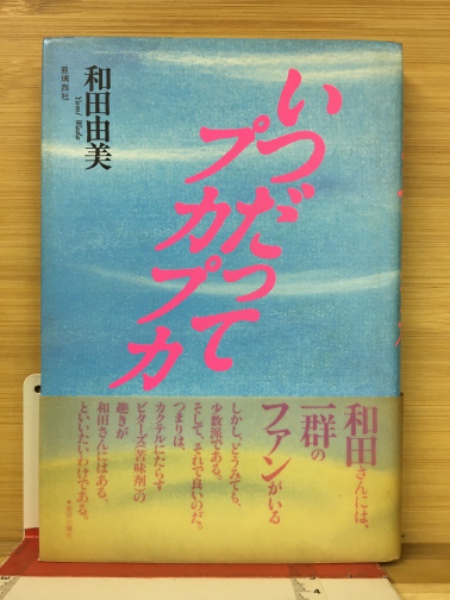 いつだって
プカプカ
和田由美
Yumi Wada
亜璃西社
和田さんには、
一群の
ファンがいる
しかし、どうみても、
少数派である。
そして、それで良いのだ。
つまりは、
カクテルにたらす
ビターズ(苦味剤)の
趣きが
和田さんにはある、
といいたいわけである。